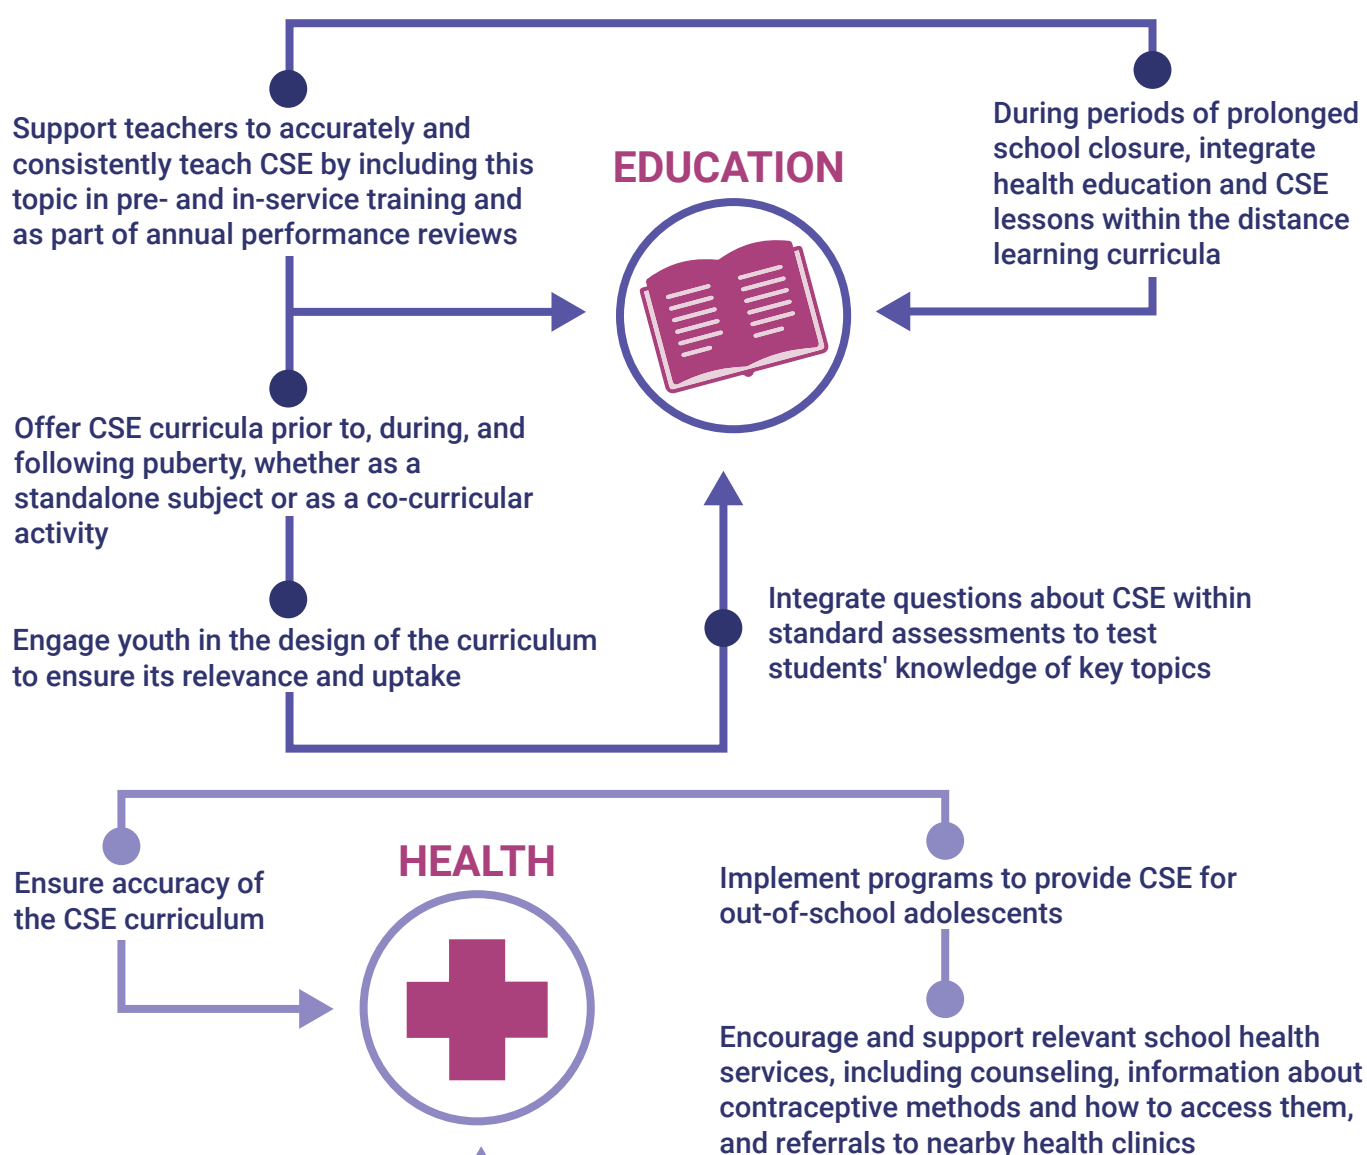 Support teachers to accurately and
consistently teach CSE by including this
topic in pre- and in-service training and
as part of annual performance reviews
EDUCATION
During periods of prolonged
school closure, integrate
health education and CSE
lessons within the distance
learning curricula
Offer CSE curricula prior to, during, and
following puberty, whether as a
standalone subject or as a co-curricular
activity
Engage youth in the design of the curriculum
to ensure its relevance and uptake
Integrate questions about CSE within
standard assessments to test
students' knowledge of key topics
Ensure accuracy of
the CSE curriculum
HEALTH
Implement programs to provide CSE for
out-of-school adolescents
Encourage and support relevant school health
services, including counseling, information about
contraceptive methods and how to access them,
and referrals to nearby health clinics